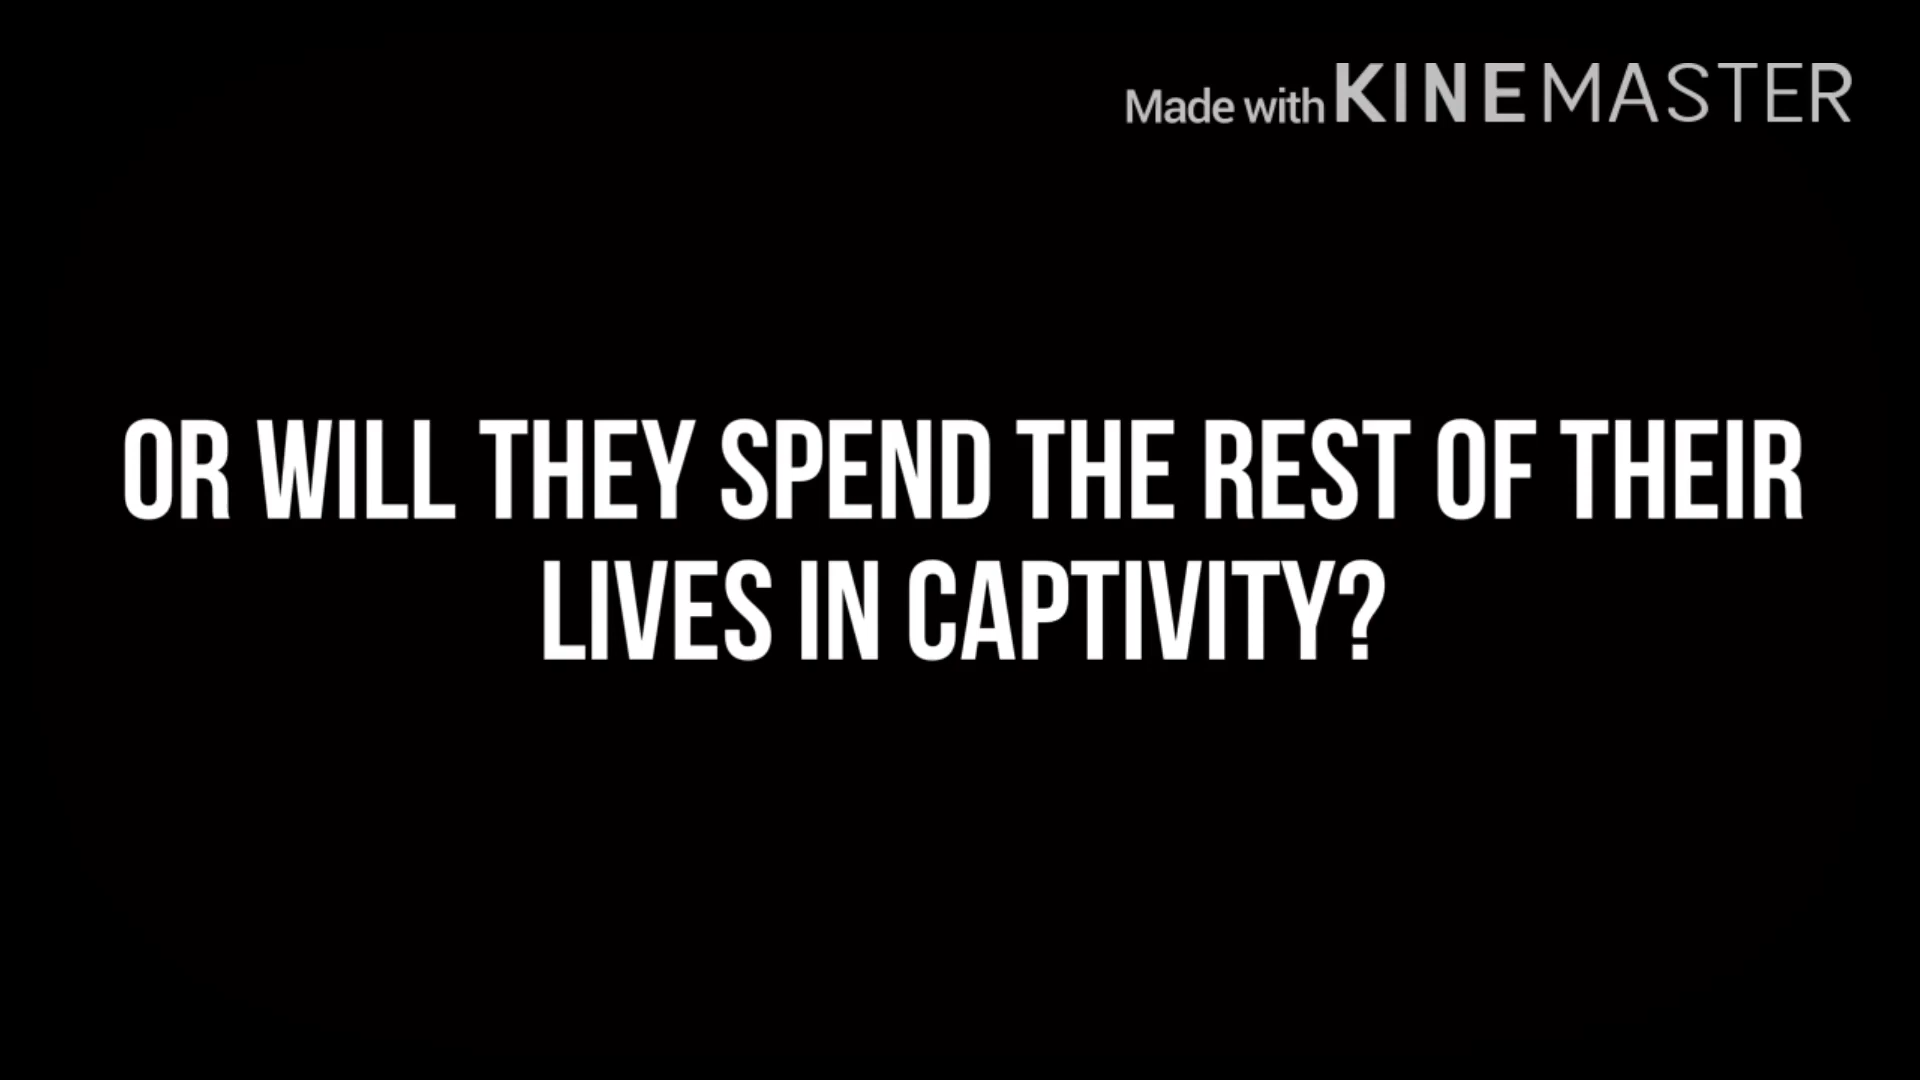 Made with KINEMASTER
OR WILL THEY SPEND THE REST OF THEIR
LIVES IN CAPTIVITY?